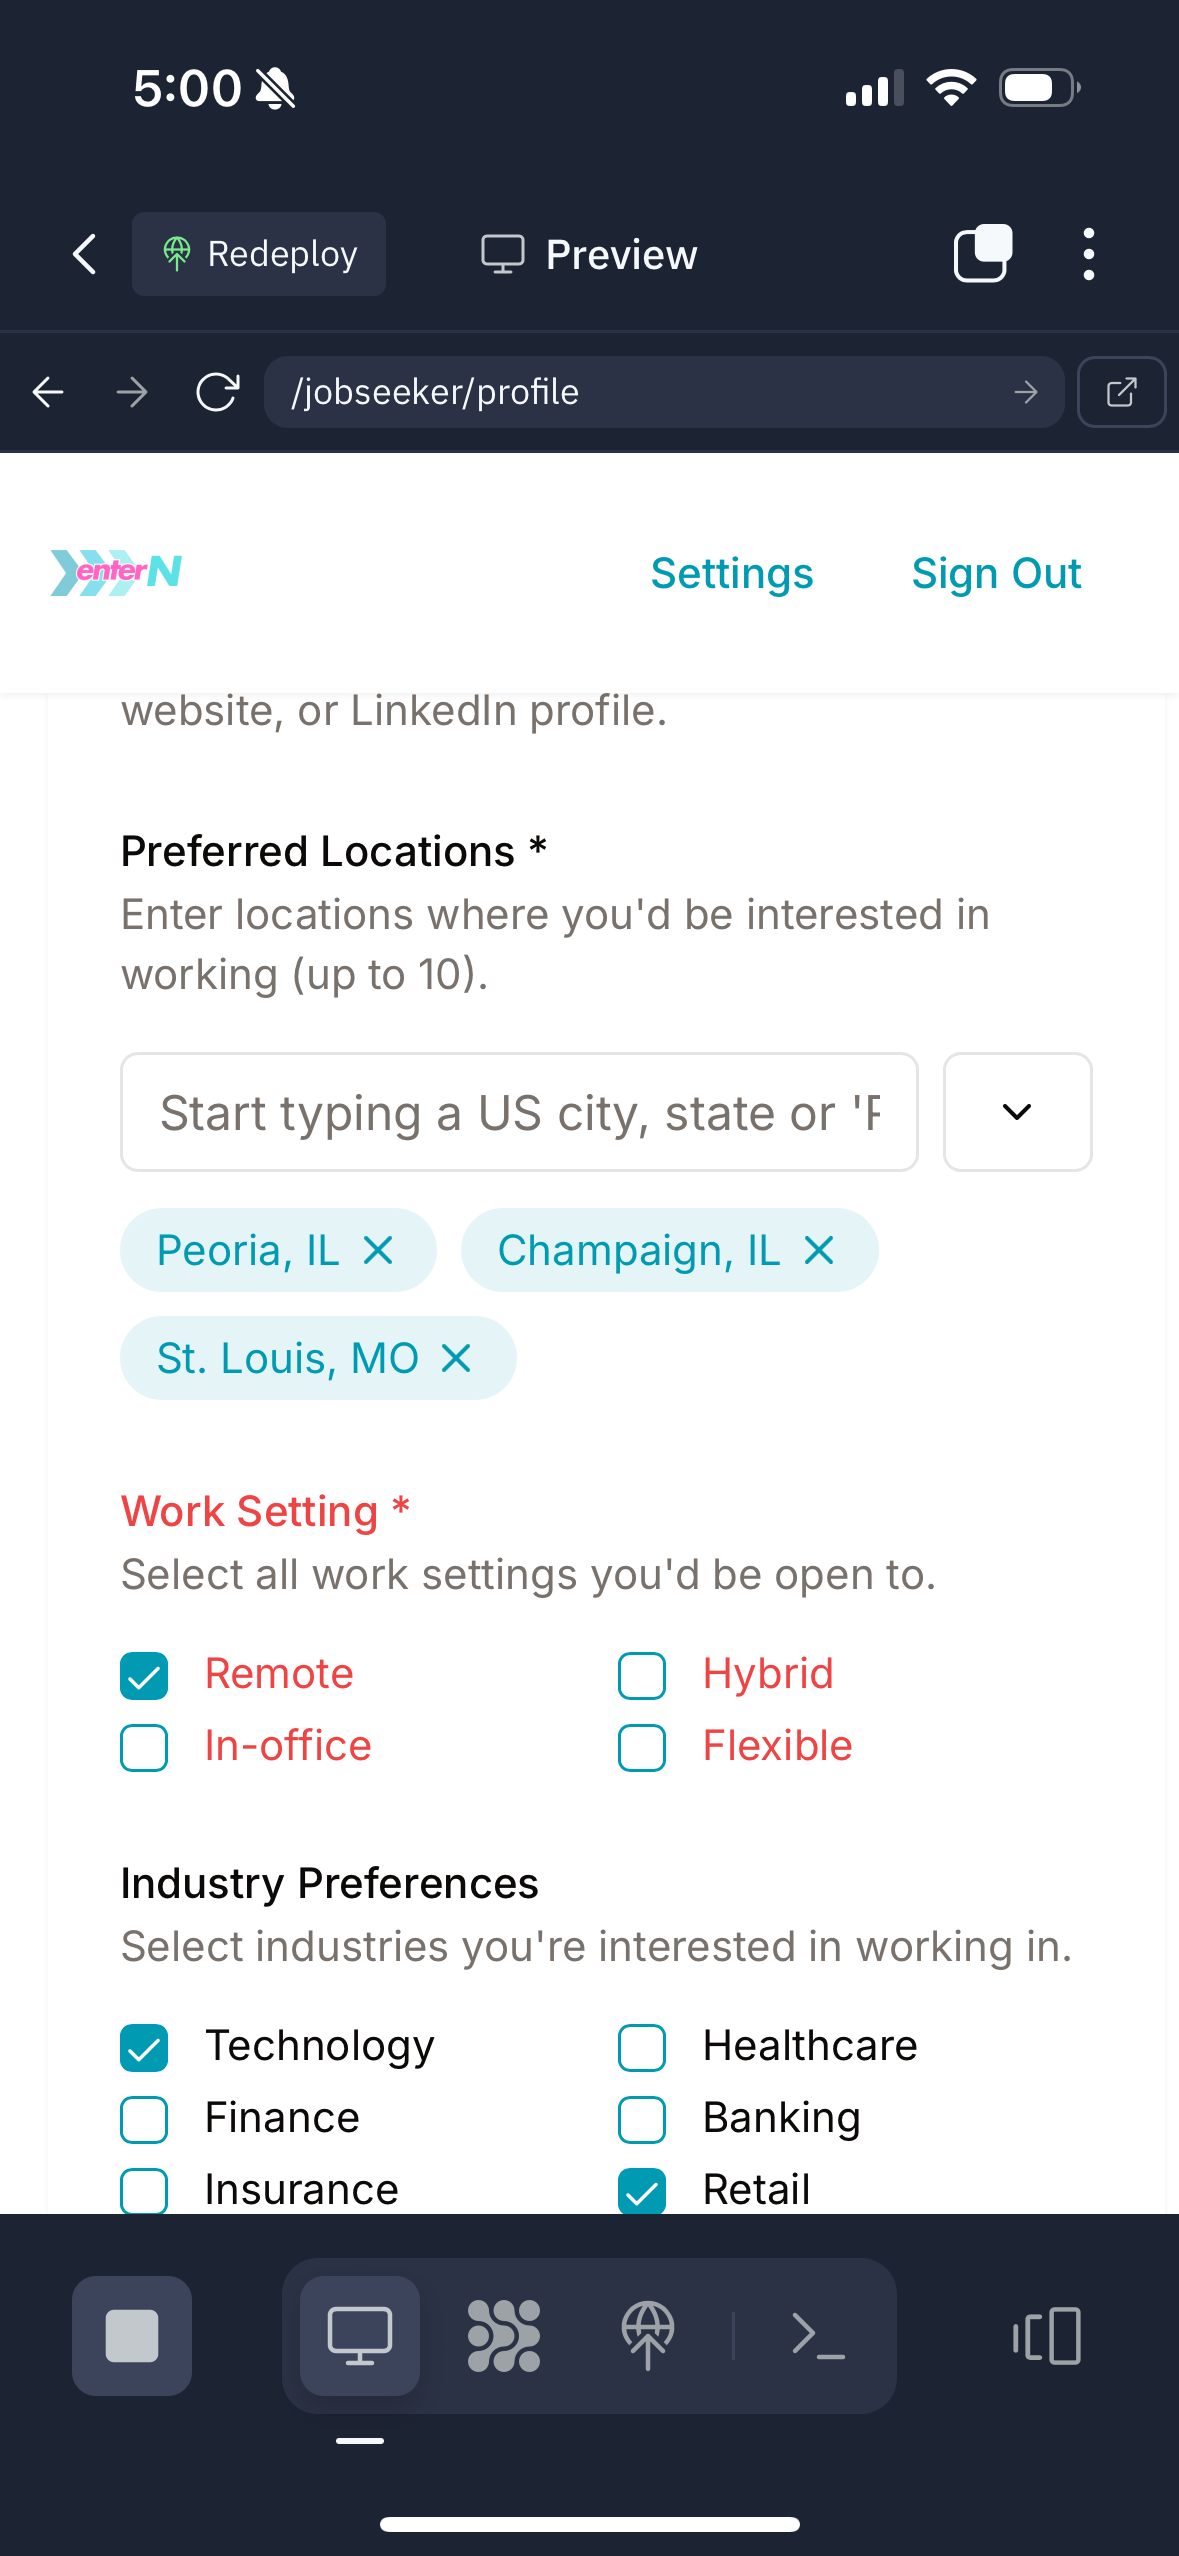 5:00
Redeploy
Preview
/jobseeker/profile
enterN
Settings
Sign Out
website, or LinkedIn profile.
Preferred Locations *
Enter locations where you'd be interested in
working (up to 10).
Start typing a US city, state or '
Peoria, IL
Champaign, IL
St. Louis, MO
Work Setting *
Select all work settings you'd be open to.
Remote
Hybrid
In-office
Flexible
Industry Preferences
Select industries you're interested in working in.
Technology
Healthcare
Finance
Banking
Insurance
Retail